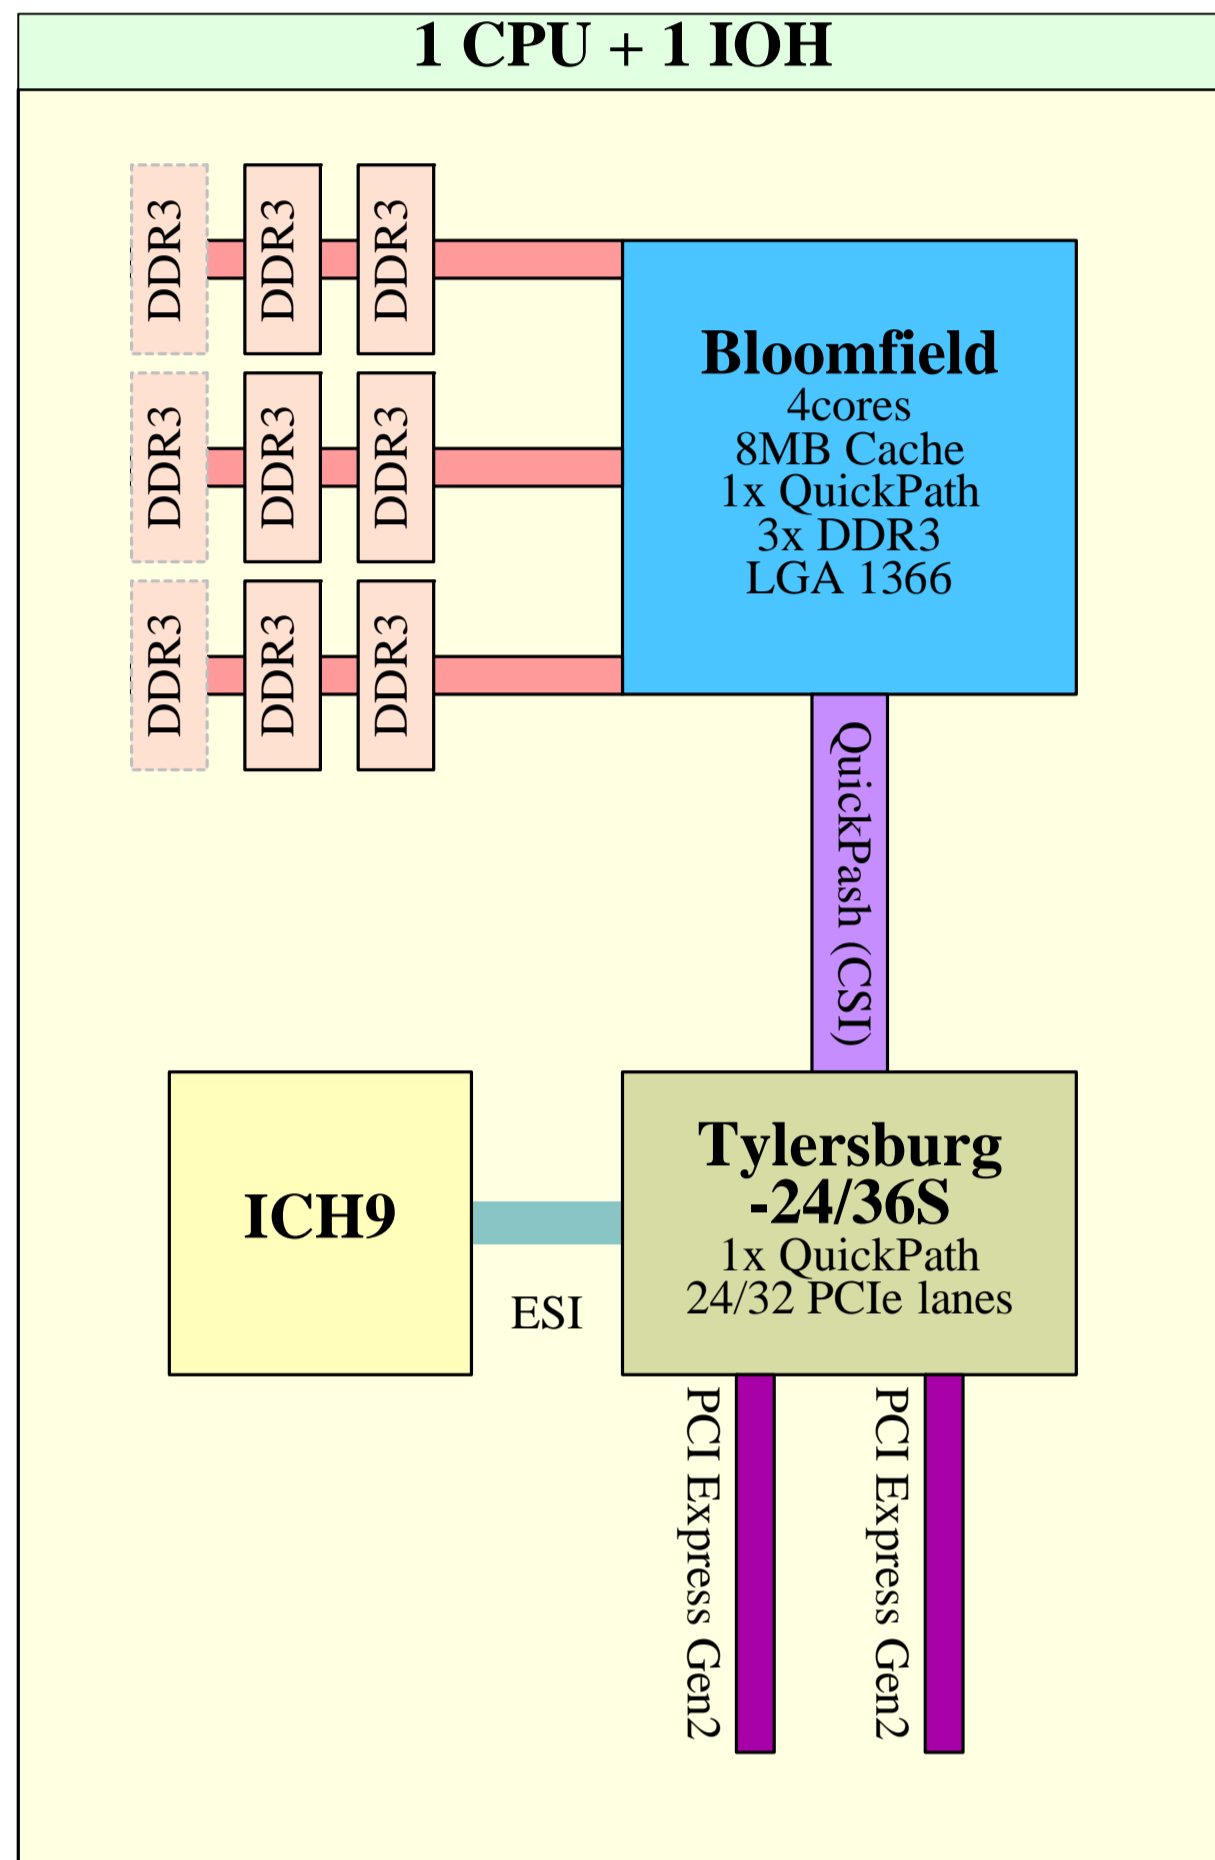 1 CPU + 1 IOH
DDR3
DDR3
DDR3
DDR3
DDR3
DDR3
DDR3
DDR3
DDR3
Bloomfield
4cores
8MB Cache
1x QuickPath
3x DDR3
LGA 1366
QuickPash (CSI)
ICH9
ESI
Tylersburg
-24/36S
1x QuickPath
24/32 PCIe lanes
PCI Express Gen2
PCI Express Gen2